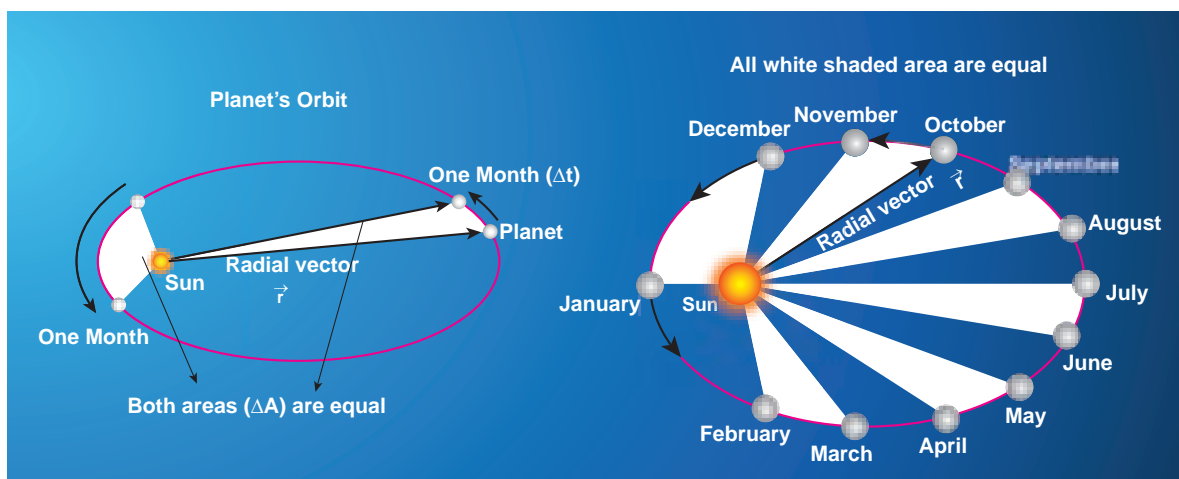 Planet's Orbit
One Month (Δt)
Planet
Sun
Radial vector
r
One Month
Both areas (ΔA) are equal
All white shaded area are equal
November
December
October
September
r
Radial vector
August
January
Sun
July
June
May
February
April
March